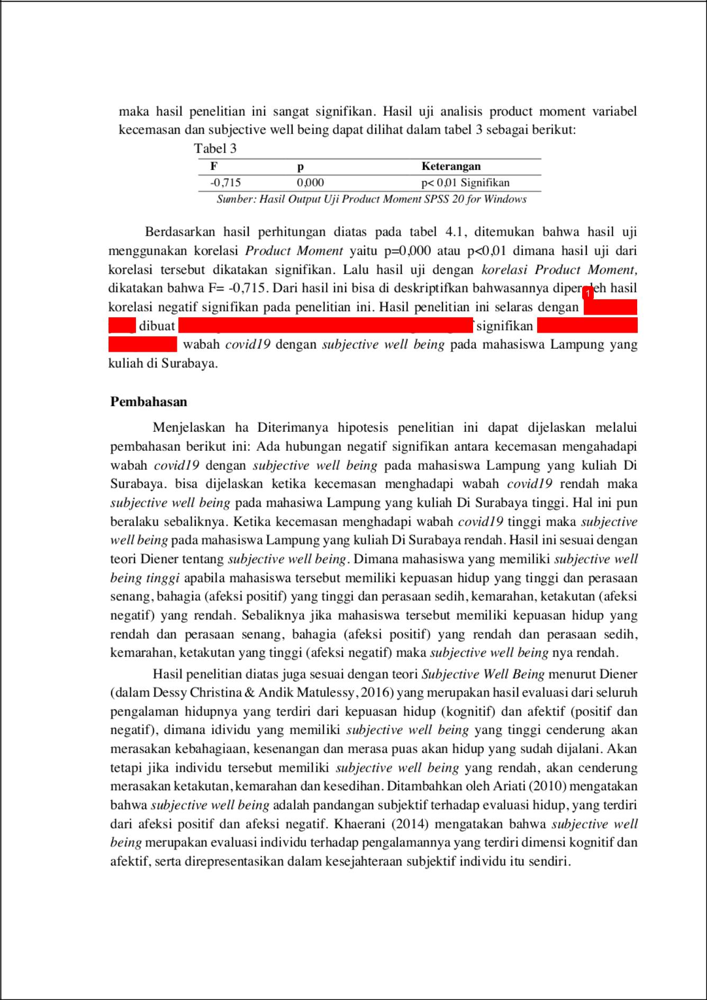 maka hasil penelitian ini sangat signifikan. Hasil uji analisis product moment variabel
kecemasan dan subjective well being dapat dilihat dalam tabel 3 sebagai berikut:
Tabel 3
F p Keterangan
-0,715 0,000 p< 0,01 Signifikan
Sumber: Hasil Output Uji Product Moment SPSS 20 for Windows
Berdasarkan hasil perhitungan diatas pada tabel 4.1, ditemukan bahwa hasil uji
menggunakan korelasi Product Moment yaitu p=0,000 atau p<0,01 dimana hasil uji dari
korelasi tersebut dikatakan signifikan. Lalu hasil uji dengan korelasi Product Moment,
dikatakan bahwa F= -0,715. Dari hasil ini bisa di deskriptifkan bahwasannya hasil
1
korelasi negatif signifikan pada penelitian ini. Hasil penelitian ini selaras dengan
dibuat signifikan
wabah covid19 dengan subjective well being pada mahasiswa Lampung yang
kuliah di Surabaya.
Pembahasan
Menjelaskan ha Diterimanya hipotesis penelitian ini dapat dijelaskan melalui
pembahasan berikut ini: Ada hubungan negatif signifikan antara kecemasan mengahadapi
wabah covid19 dengan subjective well being pada mahasiswa Lampung yang kuliah Di
Surabaya. bisa dijelaskan ketika kecemasan menghadapi wabah covid19 rendah maka
subjective well being pada mahasiwa Lampung yang kuliah Di Surabaya tinggi. Hal ini pun
beralaku sebaliknya. Ketika kecemasan menghadapi wabah covid19 tinggi maka subjective
well being pada mahasiswa Lampung yang kuliah Di Surabaya rendah. Hasil ini sesuai dengan
teori Diener tentang subjective well being. Dimana mahasiswa yang memiliki subjective well
being tinggi apabila mahasiswa tersebut memiliki kepuasan hidup yang tinggi dan perasaan
senang, bahagia (afeksi positif) yang tinggi dan perasaan sedih, kemarahan, ketakutan (afeksi
negatif) yang rendah. Sebaliknya jika mahasiswa tersebut memiliki kepuasan hidup yang
rendah dan perasaan senang, bahagia (afeksi positif) yang rendah dan perasaan sedih,
kemarahan, ketakutan yang tinggi (afeksi negatif) maka subjective well being nya rendah.
Hasil penelitian diatas juga sesuai dengan teori Subjective Well Being menurut Diener
(dalam Dessy Christina & Andik Matulessy, 2016) yang merupakan hasil evaluasi dari seluruh
pengalaman hidupnya yang terdiri dari kepuasan hidup (kognitif) dan afektif (positif dan
negatif), dimana idividu yang memiliki subjective well being yang tinggi cenderung akan
merasakan kebahagiaan, kesenangan dan merasa puas akan hidup yang sudah dijalani. Akan
tetapi jika individu tersebut memiliki subjective well being yang rendah, akan cenderung
merasakan ketakutan, kemarahan dan kesedihan. Ditambahkan oleh Ariati (2010) mengatakan
bahwa subjective well being adalah pandangan subjektif terhadap evaluasi hidup, yang terdiri
dari afeksi positif dan afeksi negatif. Khaerani (2014) mengatakan bahwa subjective well
being merupakan evaluasi individu terhadap pengalamannya yang terdiri dimensi kognitif dan
afektif, serta direpresentasikan dalam kesejahteraan subjektif individu itu sendiri.